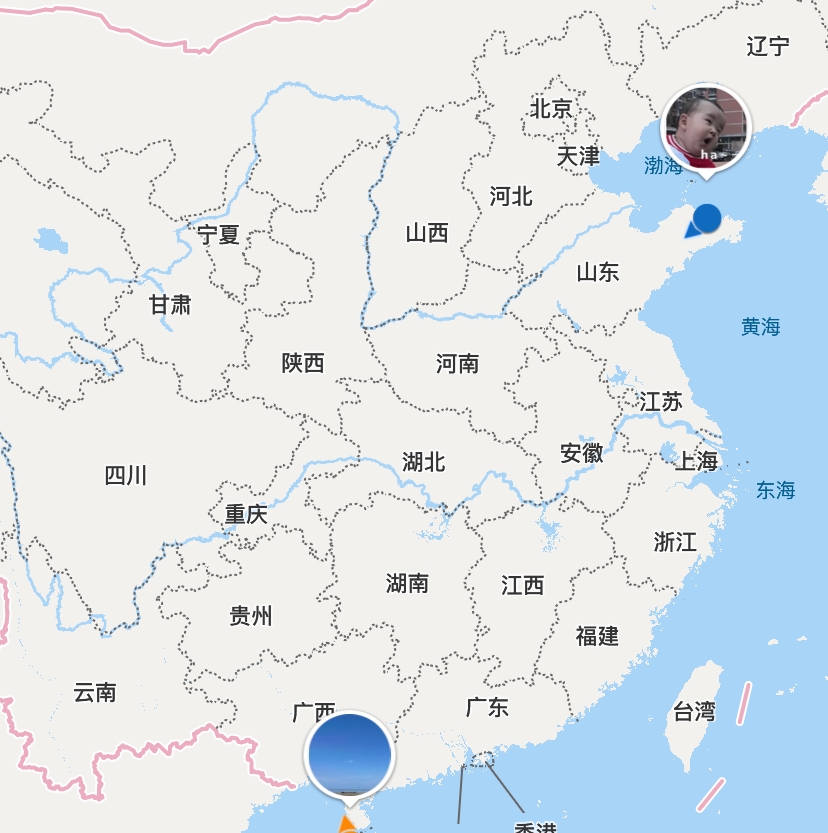 辽宁
北京
天津
渤海
ha~~
河北
宁夏
山西
山东
甘肃
黄海
陕西
河南
江苏
四川
湖北
安徽
上海
东海
重庆
浙江
湖南
江西
贵州
福建
云南
广西
广东
台湾
香港